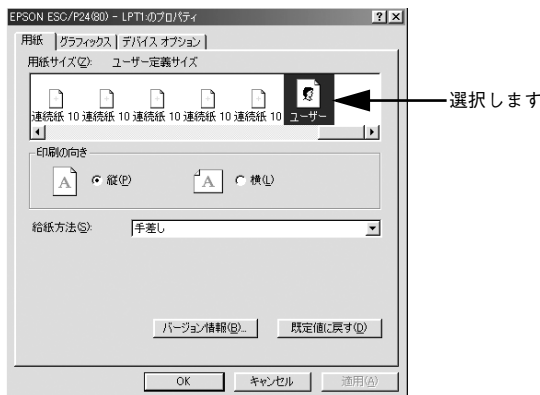 EPSON ESC/P24(80) - LPT1:のプロパティ
用紙 グラフィックス デバイス オプション
用紙サイズ(Z): ユーザー定義サイズ
連続紙 10 連続紙 10 連続紙 10 連続紙 10 連続紙 10 ユーザー
選択します
印刷の向き
A 縦(P) A 横(L)
給紙方法(S): 手差し
バージョン情報(B)... 既定値に戻す(D)
OK キャンセル 適用(A)